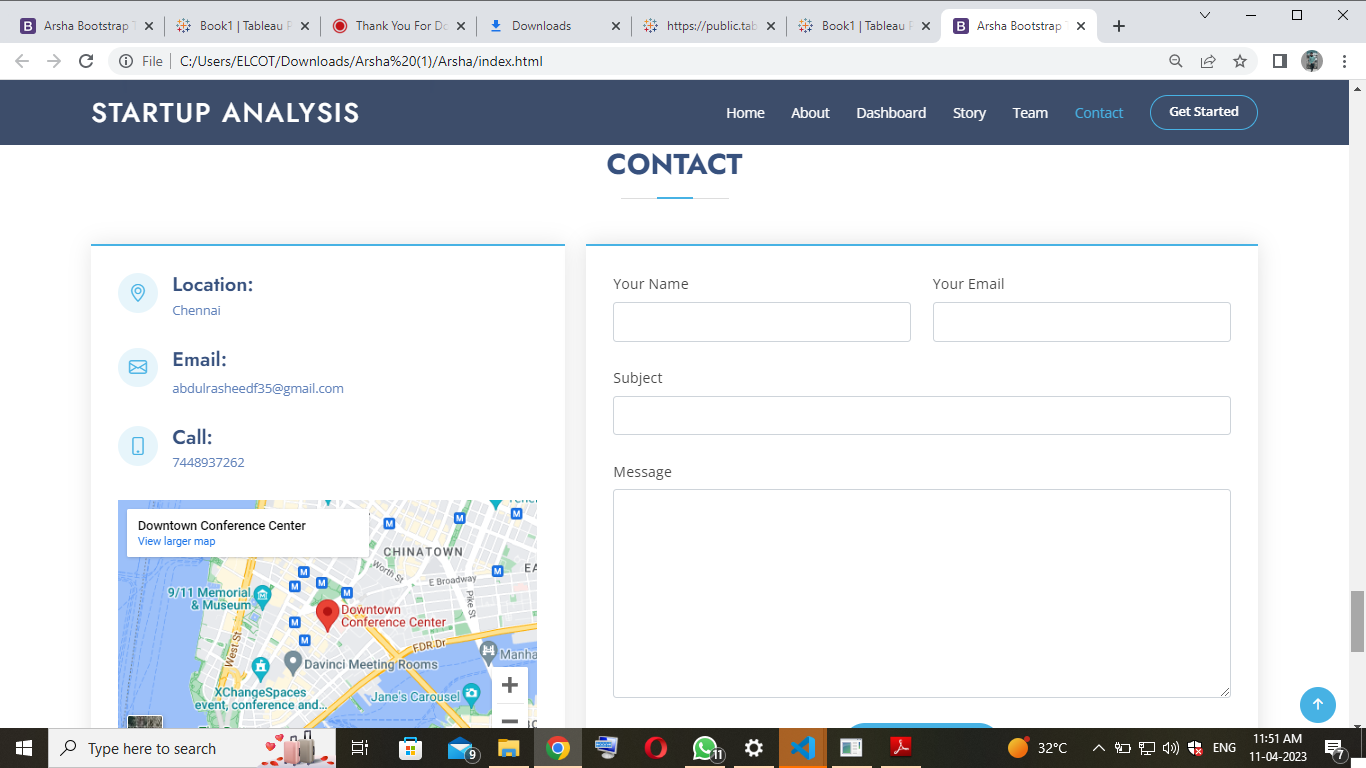 Arsha Bootstrap T
Book1 | Tableau P
Thank You For Do
Downloads
https://public.tab
Book1 | Tableau P
Arsha Bootstrap T
File | C:/Users/ELCOT/Downloads/Arsha%20(1)/Arsha/index.html
STARTUP ANALYSIS
Home About Dashboard Story Team Contact Get Started
CONTACT
Location:
Chennai
Email:
abdulrasheedf35@gmail.com
Call:
7448937262
Downtown Conference Center
View larger map
CHINATOWN
Worth St
E Broadway
Pike St
EA
9/11 Memorial
& Museum
Downtown
Conference Center
West St
FDR Dr
Manha
Davinci Meeting Rooms
XChangeSpaces
event, conference and...
Jane's Carousel
Your Name
Your Email
Subject
Message
Type here to search
9
11
32°C
ENG
11:51 AM
11-04-2023
7